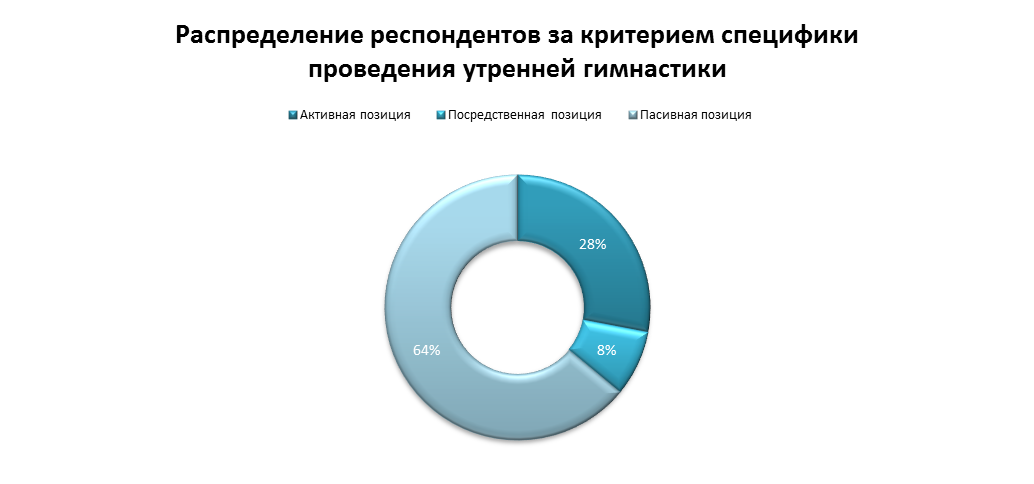 Распределение респондентов за критерием специфики
проведения утренней гимнастики
Активная позиция Посредственная позиция Пасивная позиция
28%
64%
8%